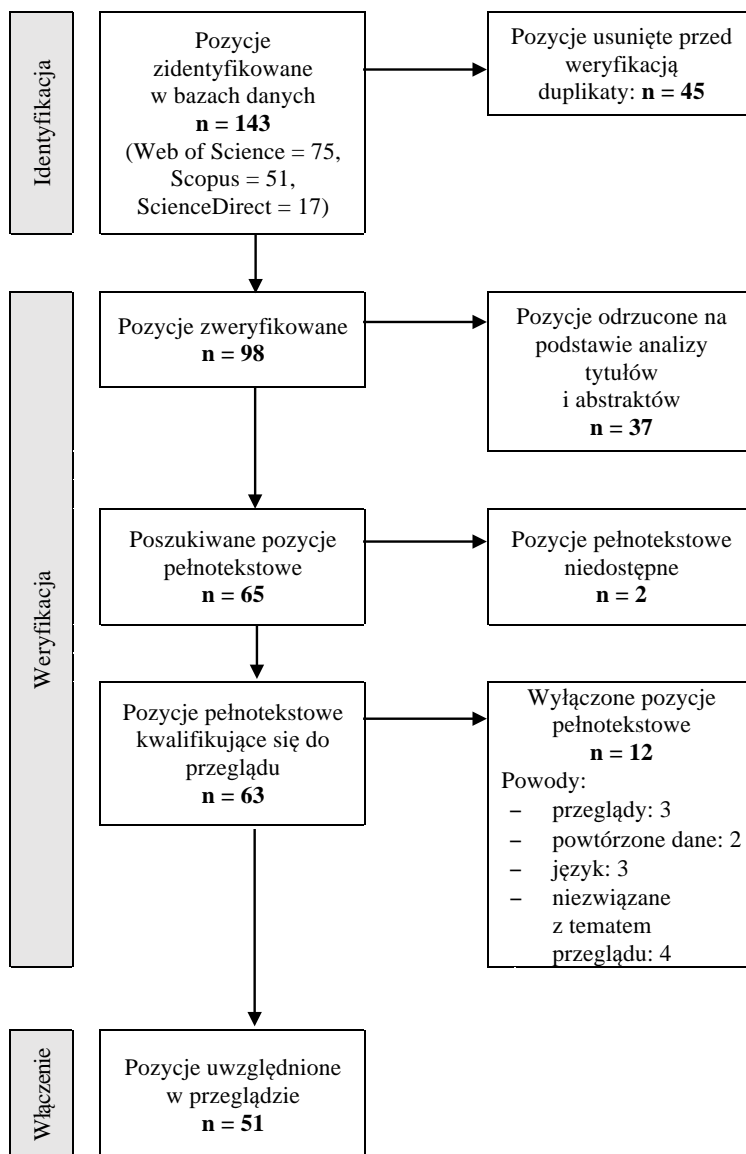 Identyfikacja
Pozycje
zidentyfikowane
w bazach danych
n = 143
(Web of Science = 75,
Scopus = 51,
ScienceDirect = 17)
Pozycje usunięte przed
weryfikacją
duplikaty: n = 45
Weryfikacja
Pozycje zweryfikowane
n = 98
Pozycje odrzucone na
podstawie analizy
tytułów
i abstraktów
n = 37
Poszukiwane pozycje
pełnotekstowe
n = 65
Pozycje pełnotekstowe
niedostępne
n = 2
Pozycje pełnotekstowe
kwalifikujące się do
przeglądu
n = 63
Wyłączone pozycje
pełnotekstowe
n = 12
Powody:
− przeglądy: 3
− powtórzone dane: 2
− język: 3
− niezwiązane
z tematem
przeglądu: 4
Włączenie
Pozycje uwzględnione
w przeglądzie
n = 51